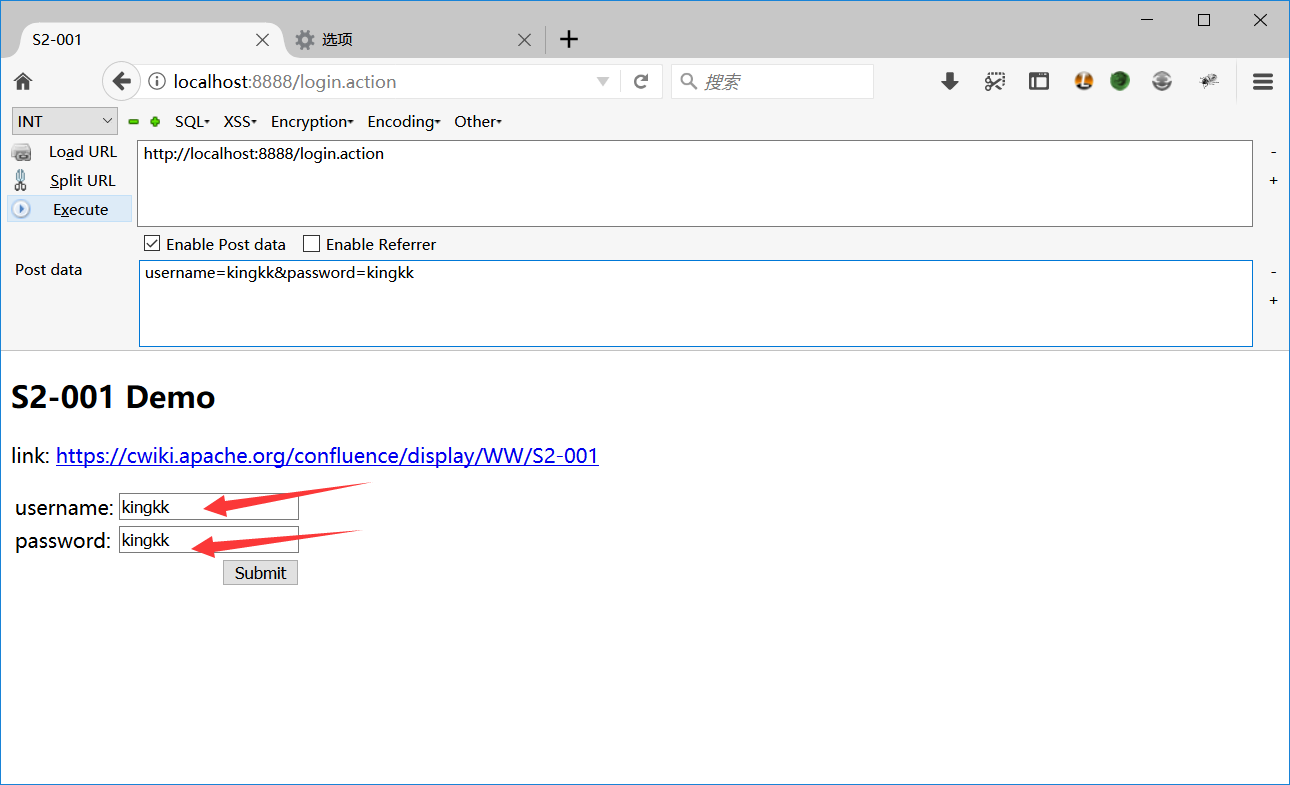 S2-001 选项
localhost:8888/login.action 搜索
INT SQL XSS Encryption Encoding Other
Load URL http://localhost:8888/login.action -
Split URL +
Execute
Enable Post data Enable Referrer
Post data username=kingkk&password=kingkk -
+
S2-001 Demo
link: https://cwiki.apache.org/confluence/display/WW/S2-001
username: kingkk
password: kingkk
Submit